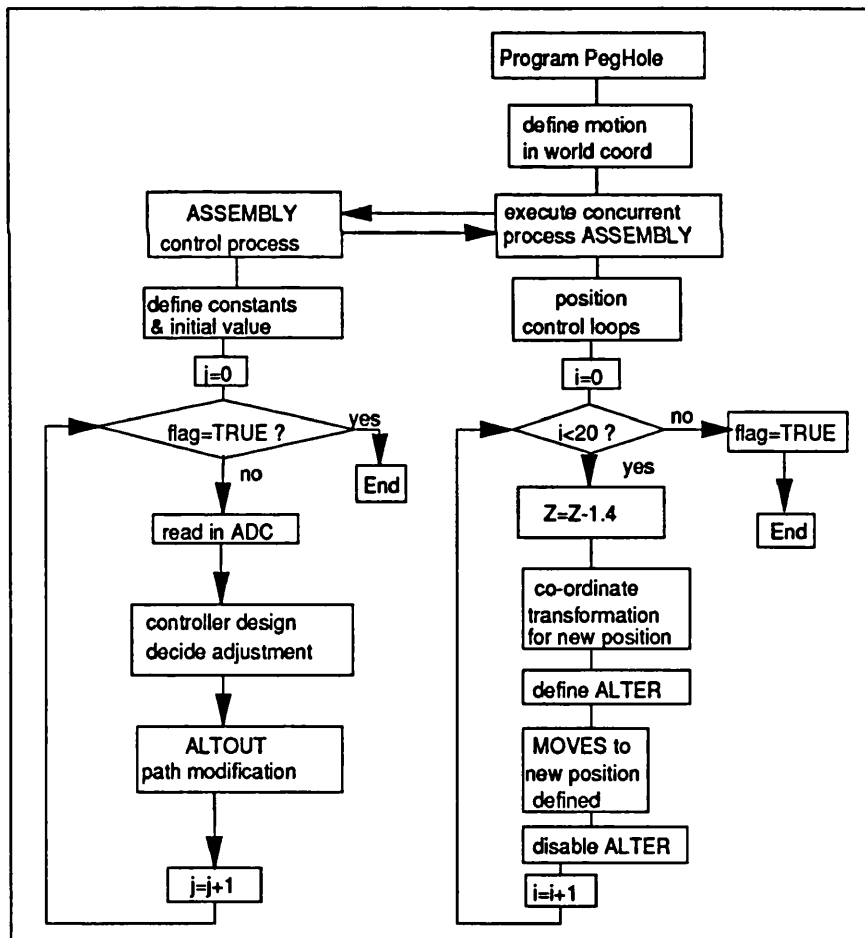 Program PegHole
define motion
in world coord
execute concurrent
process ASSEMBLY
ASSEMBLY
control process
define constants
& initial value
j=0
flag=TRUE ?
yes
End
no
read in ADC
controller design
decide adjustment
ALTOUT
path modification
j=j+1
position
control loops
i=0
i<20 ?
no
flag=TRUE
End
yes
Z=Z-1.4
co-ordinate
transformation
for new position
define ALTER
MOVES to
new position
defined
disable ALTER
i=i+1